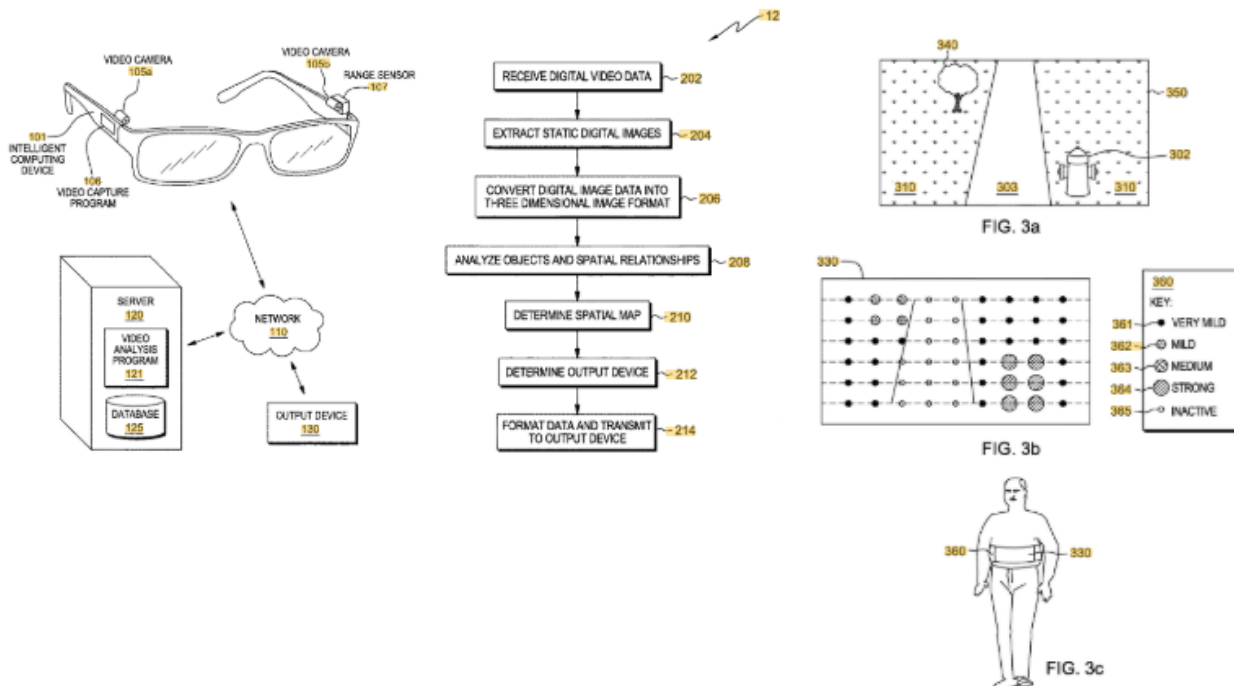 VIDEO CAMERA
105a
VIDEO CAMERA
105b
RANGE SENSOR
107
101
INTELLIGENT
COMPUTING
DEVICE
106
VIDEO CAPTURE
PROGRAM
SERVER
120
VIDEO
ANALYSIS
PROGRAM
121
DATABASE
125
NETWORK
110
OUTPUT DEVICE
130
12
RECEIVE DIGITAL VIDEO DATA
202
EXTRACT STATIC DIGITAL IMAGES
204
CONVERT DIGITAL IMAGE DATA INTO
THREE DIMENSIONAL IMAGE FORMAT
206
ANALYZE OBJECTS AND SPATIAL RELATIONSHIPS
208
DETERMINE SPATIAL MAP
210
DETERMINE OUTPUT DEVICE
212
FORMAT DATA AND TRANSMIT
TO OUTPUT DEVICE
214
340
350
302
310
303
310
FIG. 3a
330
FIG. 3b
360
KEY:
361
VERY MILD
362
MILD
363
MEDIUM
364
STRONG
365
INACTIVE
360
330
FIG. 3c